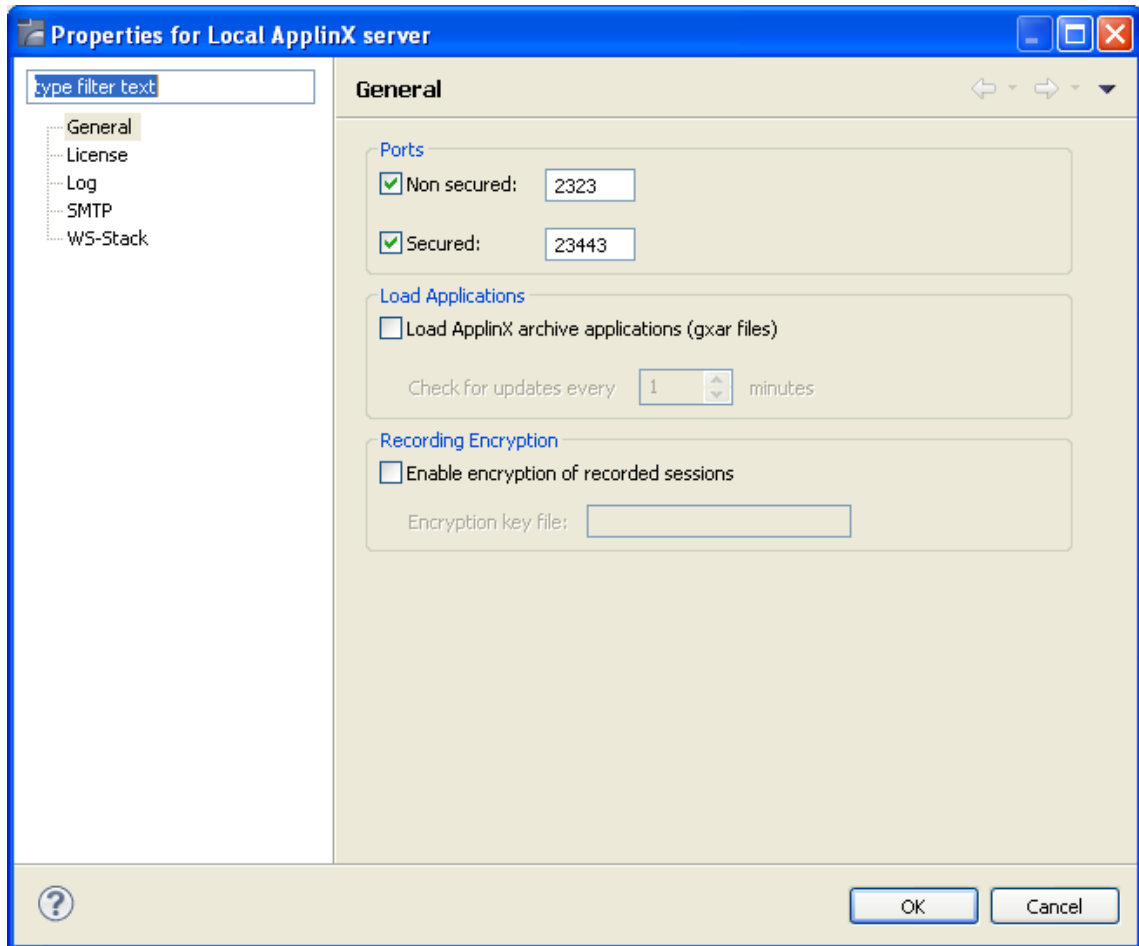 Properties for Local ApplinX server
type filter text
General
License
Log
SMTP
WS-Stack
General
Ports
Non secured: 2323
Secured: 23443
Load Applications
Load ApplinX archive applications (gxar files)
Check for updates every 1 minutes
Recording Encryption
Enable encryption of recorded sessions
Encryption key file:
?
OK Cancel